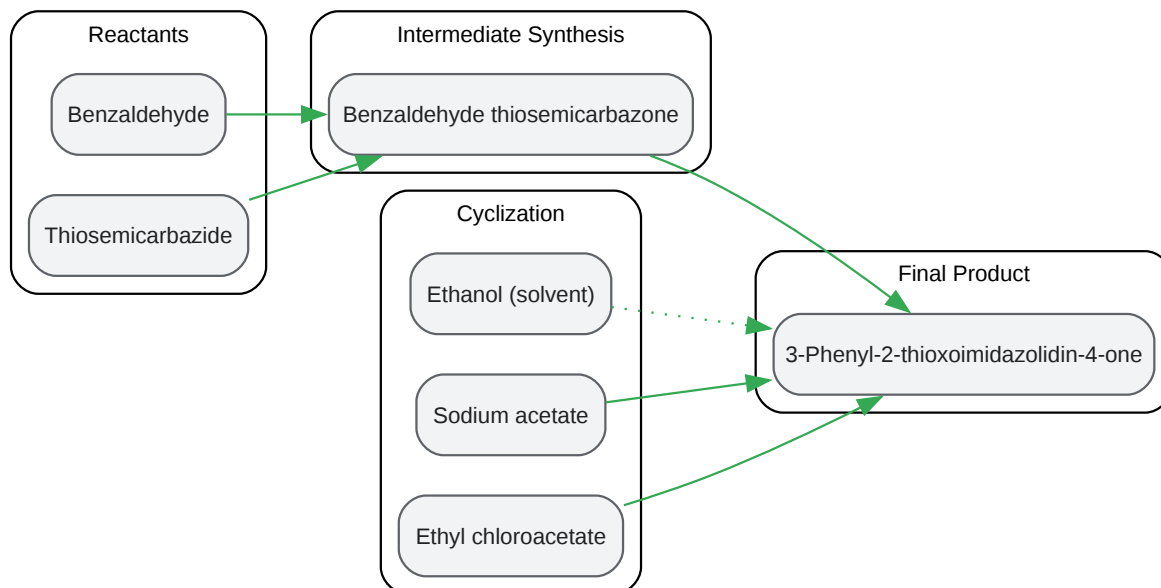 Reactants
Benzaldehyde
Thiosemicarbazide
Intermediate Synthesis
Benzaldehyde thiosemicarbazone
Cyclization
Ethanol (solvent)
Sodium acetate
Ethyl chloroacetate
Final Product
3-Phenyl-2-thioxoimidazolidin-4-one